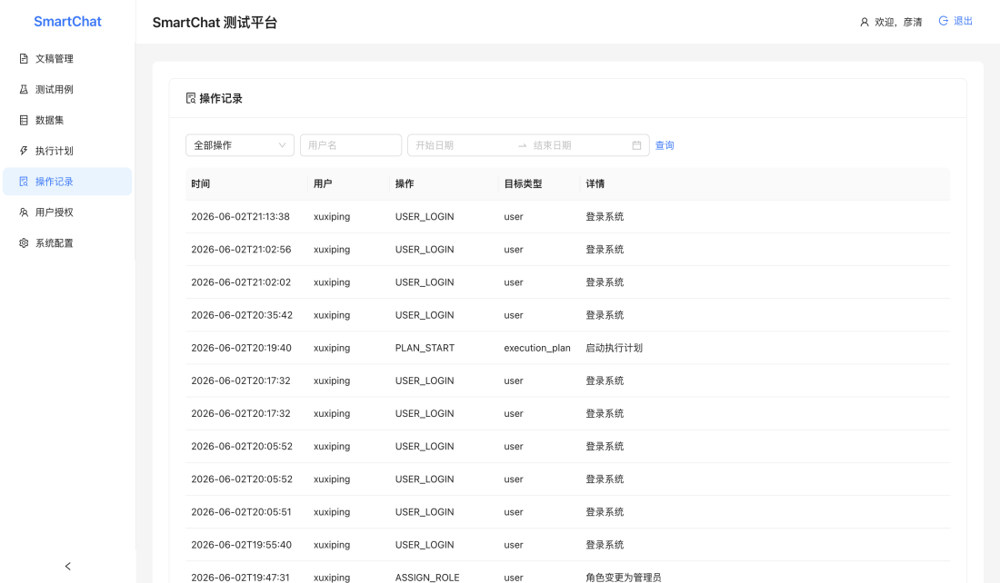 SmartChat
SmartChat 测试平台
欢迎，彦清
退出
文稿管理
测试用例
数据集
执行计划
操作记录
用户授权
系统配置
操作记录
全部操作 用户名 开始日期 结束日期 查询
时间 用户 操作 目标类型 详情
2026-06-02T21:13:38 xuxiping USER_LOGIN user 登录系统
2026-06-02T21:02:56 xuxiping USER_LOGIN user 登录系统
2026-06-02T21:02:02 xuxiping USER_LOGIN user 登录系统
2026-06-02T20:35:42 xuxiping USER_LOGIN user 登录系统
2026-06-02T20:19:40 xuxiping PLAN_START execution_plan 启动执行计划
2026-06-02T20:17:32 xuxiping USER_LOGIN user 登录系统
2026-06-02T20:17:32 xuxiping USER_LOGIN user 登录系统
2026-06-02T20:05:52 xuxiping USER_LOGIN user 登录系统
2026-06-02T20:05:52 xuxiping USER_LOGIN user 登录系统
2026-06-02T20:05:51 xuxiping USER_LOGIN user 登录系统
2026-06-02T19:55:40 xuxiping USER_LOGIN user 登录系统
2026-06-02T19:47:31 xuxiping ASSIGN_ROLE user 角色变更为管理员